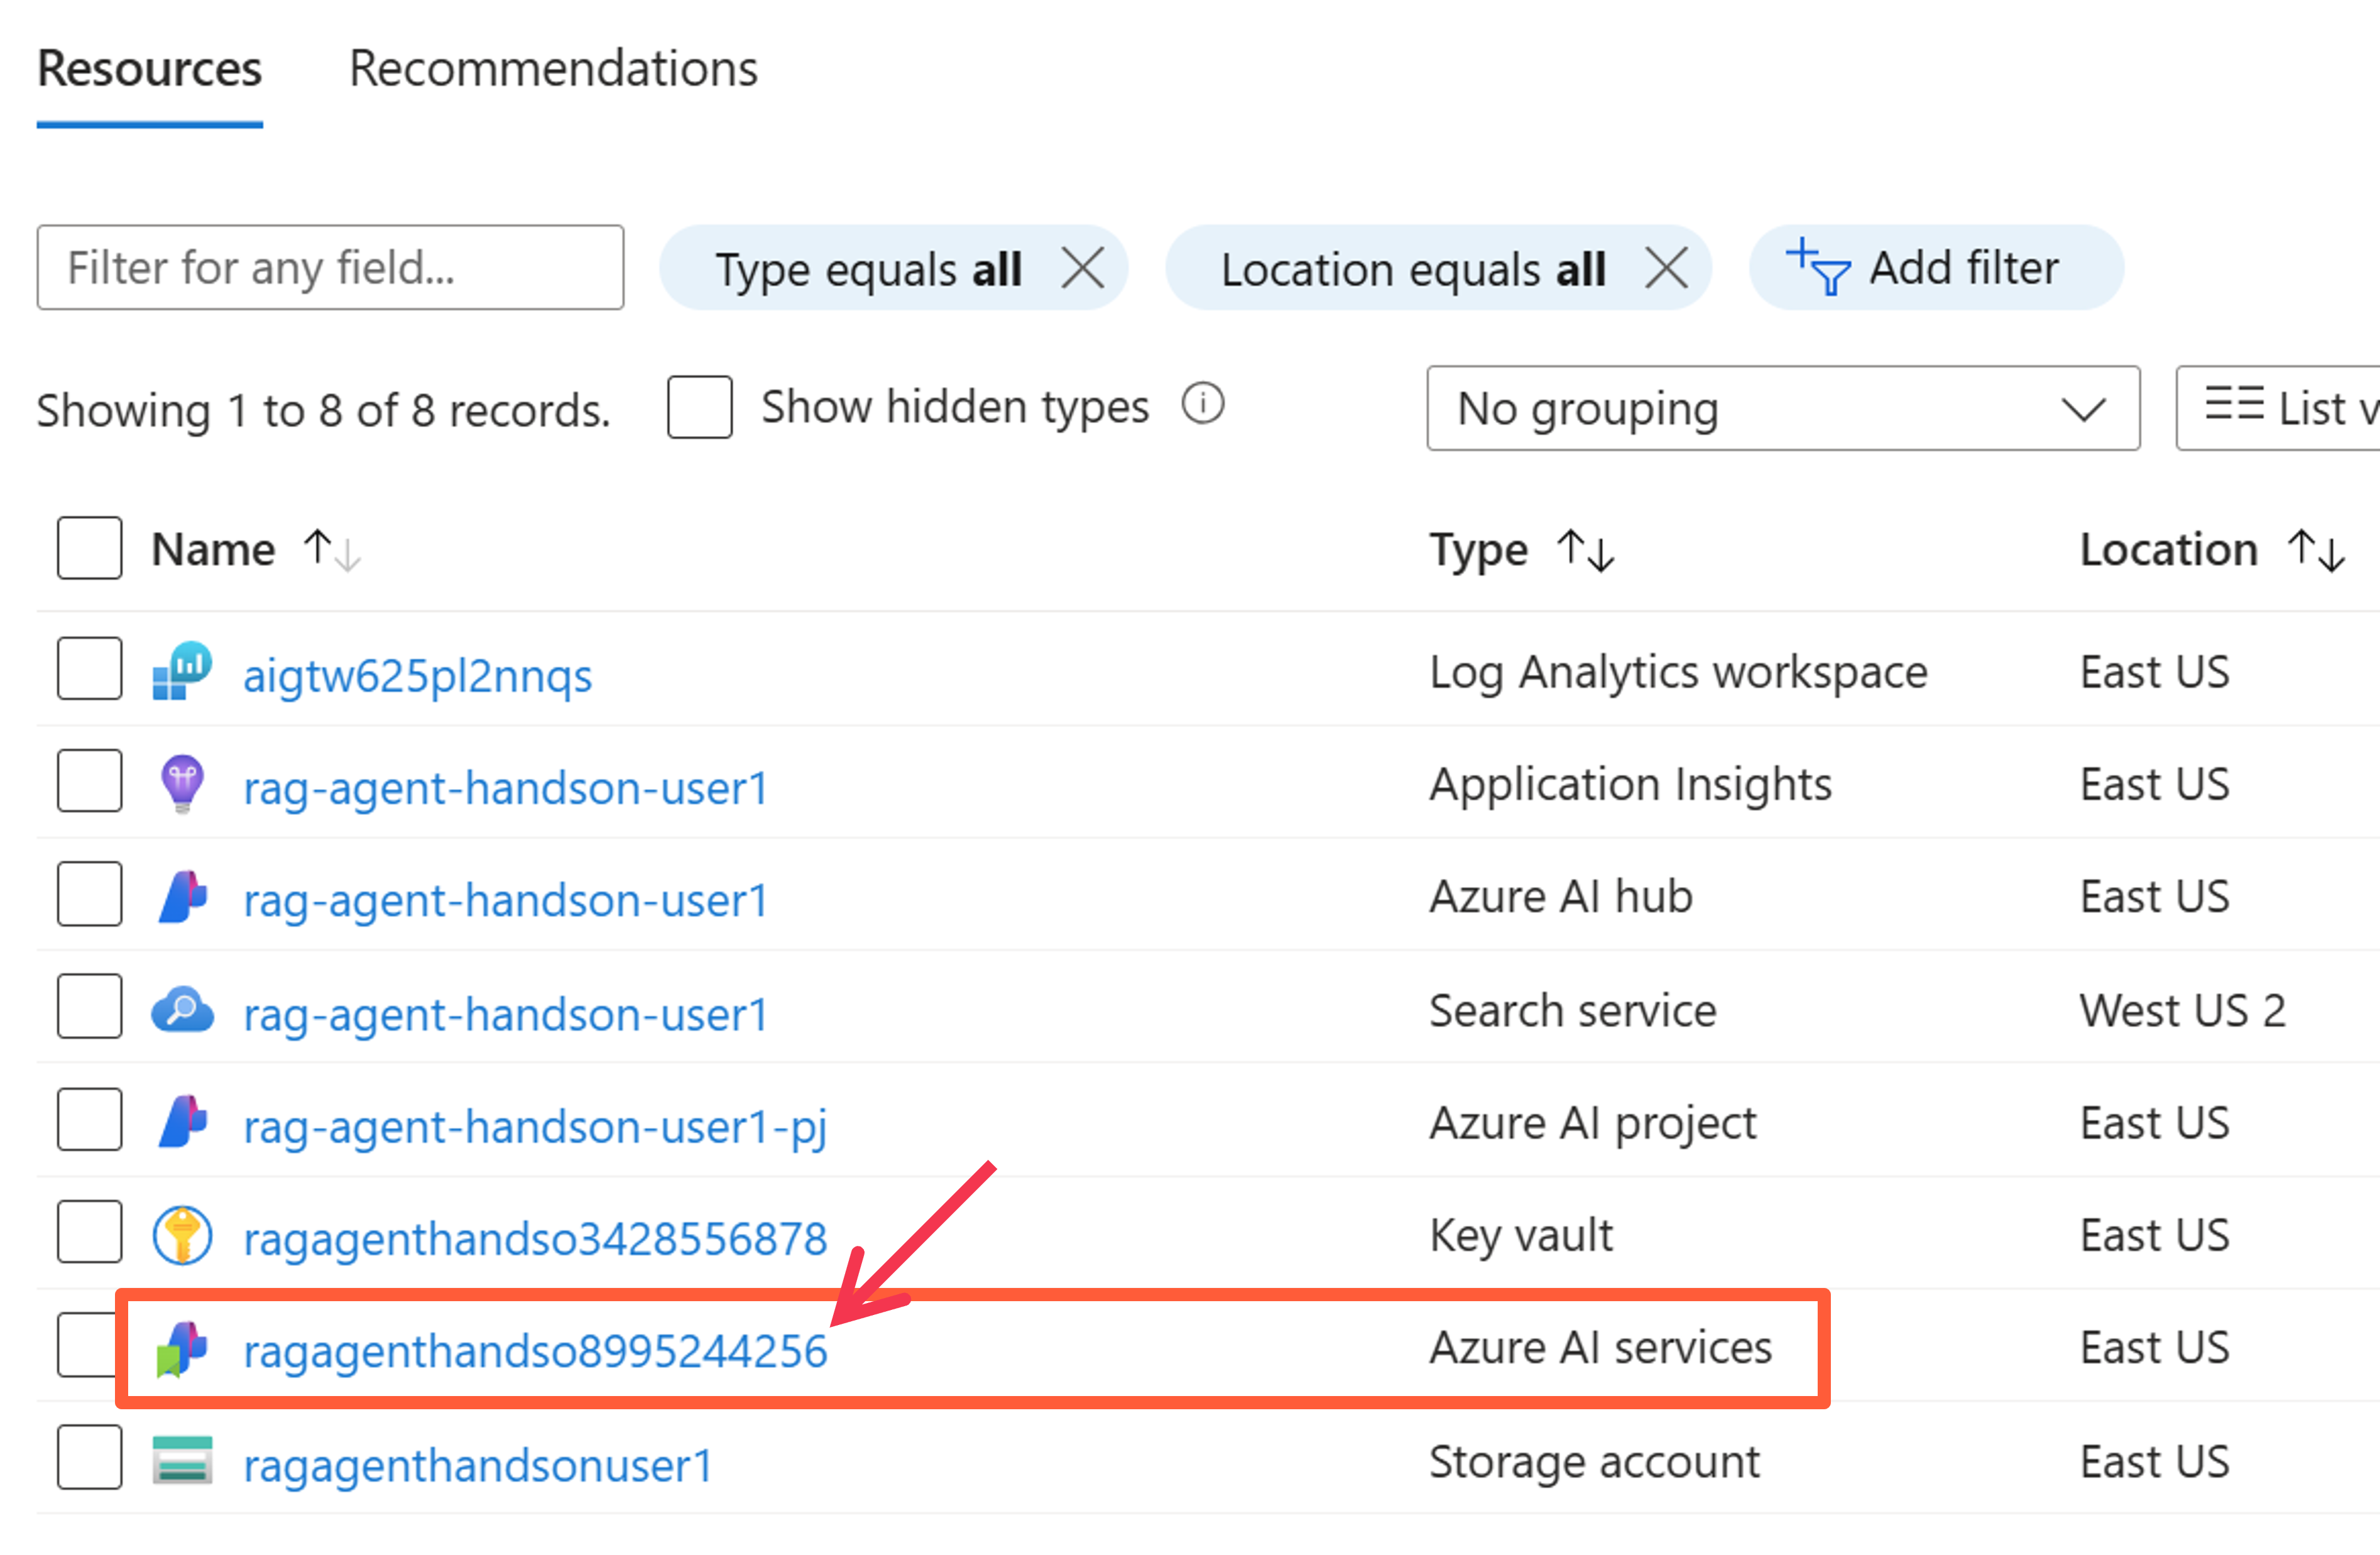 Resources Recommendations
Filter for any field... Type equals all Location equals all Add filter
Showing 1 to 8 of 8 records. Show hidden types No grouping List v
Name Type Location
aigtw625pl2nnqs Log Analytics workspace East US
rag-agent-handson-user1 Application Insights East US
rag-agent-handson-user1 Azure AI hub East US
rag-agent-handson-user1 Search service West US 2
rag-agent-handson-user1-pj Azure AI project East US
ragagenthandso3428556878 Key vault East US
ragagenthandso8995244256 Azure AI services East US
ragagenthandsonuser1 Storage account East US